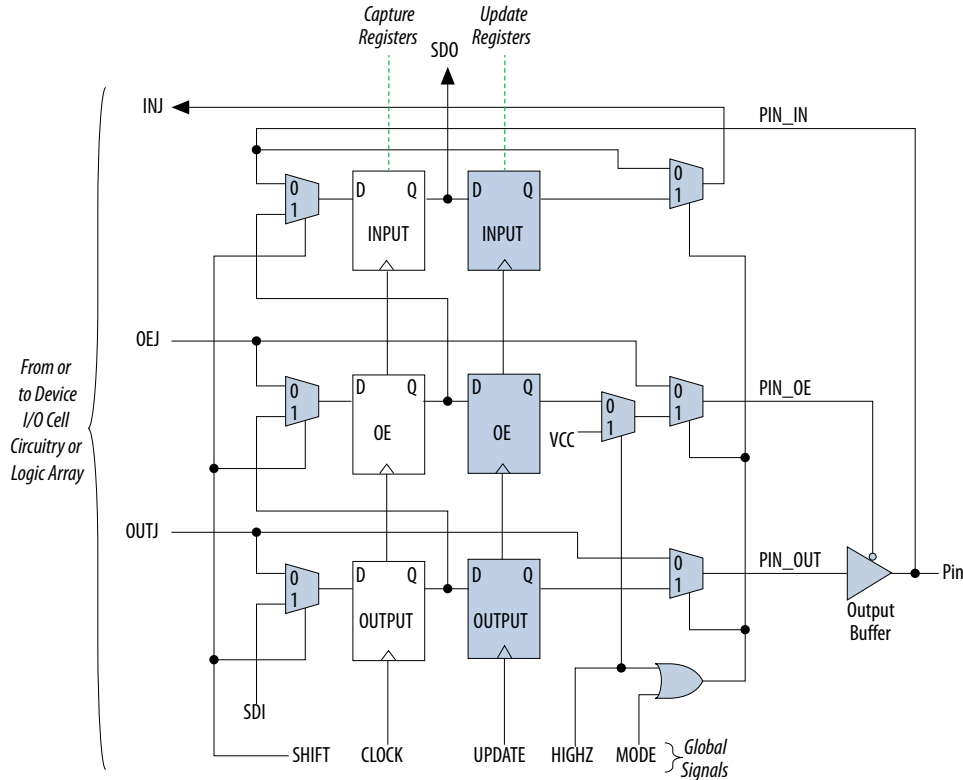 Capture
Registers
Update
Registers
SDO
INJ
PIN_IN
0
1
D Q
INPUT
D Q
INPUT
0
1
OEJ
From or
to Device
I/O Cell
Circuitry or
Logic Array
0
1
D Q
OE
D Q
OE
0
1
VCC
0
1
PIN_OE
OUTJ
0
1
D Q
OUTPUT
D Q
OUTPUT
0
1
PIN_OUT
Pin
Output
Buffer
SDI
SHIFT
CLOCK
UPDATE
HIGHZ
MODE
Global
Signals